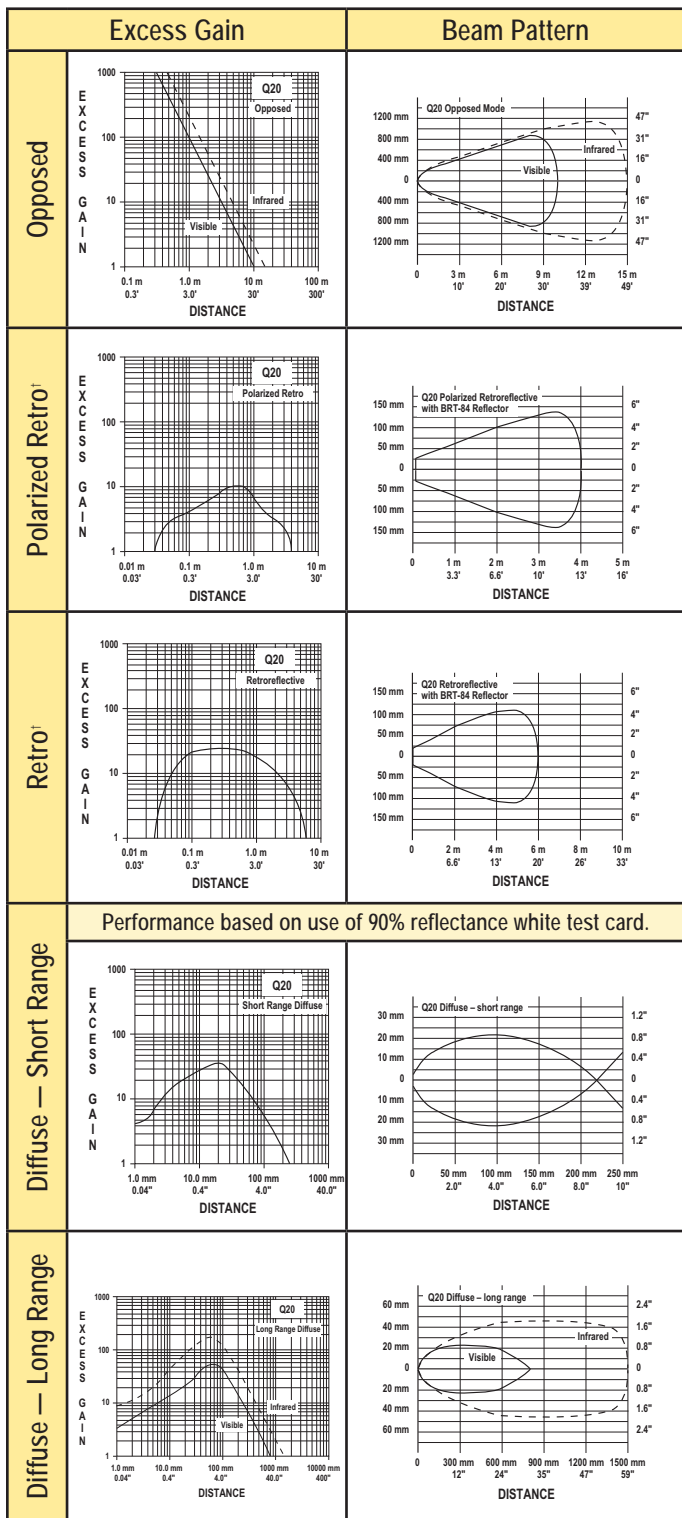 Excess Gain
Beam Pattern
Opposed
EXCESS GAIN
1000
100
10
1
Q20
Opposed
Infrared
Visible
0.1 m 1.0 m 10 m 100 m
0.3' 3.0' 30' 300'
DISTANCE
Q20 Opposed Mode
1200 mm
800 mm
400 mm
0
400 mm
800 mm
1200 mm
47"
31"
16"
0
16"
31"
47"
Infrared
Visible
0 3 m 6 m 9 m 12 m 15 m
10' 20' 30' 39' 49'
DISTANCE
Polarized Retro†
EXCESS GAIN
1000
100
10
1
Q20
Polarized Retro
0.01 m 0.1 m 1.0 m 10 m
0.03' 0.3' 3.0' 30'
DISTANCE
Q20 Polarized Retroreflective
with BRT-84 Reflector
150 mm
100 mm
50 mm
0
50 mm
100 mm
150 mm
6"
4"
2"
0
2"
4"
6"
0 1 m 2 m 3 m 4 m 5 m
3.3' 6.6' 10' 13' 16'
DISTANCE
Retro†
EXCESS GAIN
1000
100
10
1
Q20
Retroreflective
0.01 m 0.1 m 1.0 m 10 m
0.03' 0.3' 3.0' 30'
DISTANCE
Q20 Retroreflective
with BRT-84 Reflector
150 mm
100 mm
50 mm
0
50 mm
100 mm
150 mm
6"
4"
2"
0
2"
4"
6"
0 2 m 4 m 6 m 8 m 10 m
6.6' 13' 20' 26' 33'
DISTANCE
Performance based on use of 90% reflectance white test card.
Diffuse — Short Range
EXCESS GAIN
1000
100
10
1
Q20
Short Range Diffuse
1.0 mm 10.0 mm 100 mm 1000 mm
0.04" 0.4" 4.0" 40.0"
DISTANCE
Q20 Diffuse – short range
30 mm
20 mm
10 mm
0
10 mm
20 mm
30 mm
1.2"
0.8"
0.4"
0
0.4"
0.8"
1.2"
0 50 mm 100 mm 150 mm 200 mm 250 mm
2.0" 4.0" 6.0" 8.0" 10"
DISTANCE
Diffuse — Long Range
EXCESS GAIN
1000
100
10
1
Q20
Long Range Diffuse
Infrared
Visible
1.0 mm 10.0 mm 100 mm 1000 mm 10000 mm
0.04" 0.4" 4.0" 40.0" 400"
DISTANCE
Q20 Diffuse – long range
60 mm
40 mm
20 mm
0
20 mm
40 mm
60 mm
2.4"
1.6"
0.8"
0
0.8"
1.6"
2.4"
Infrared
Visible
0 300 mm 600 mm 900 mm 1200 mm 1500 mm
12" 24" 35" 47" 59"
DISTANCE